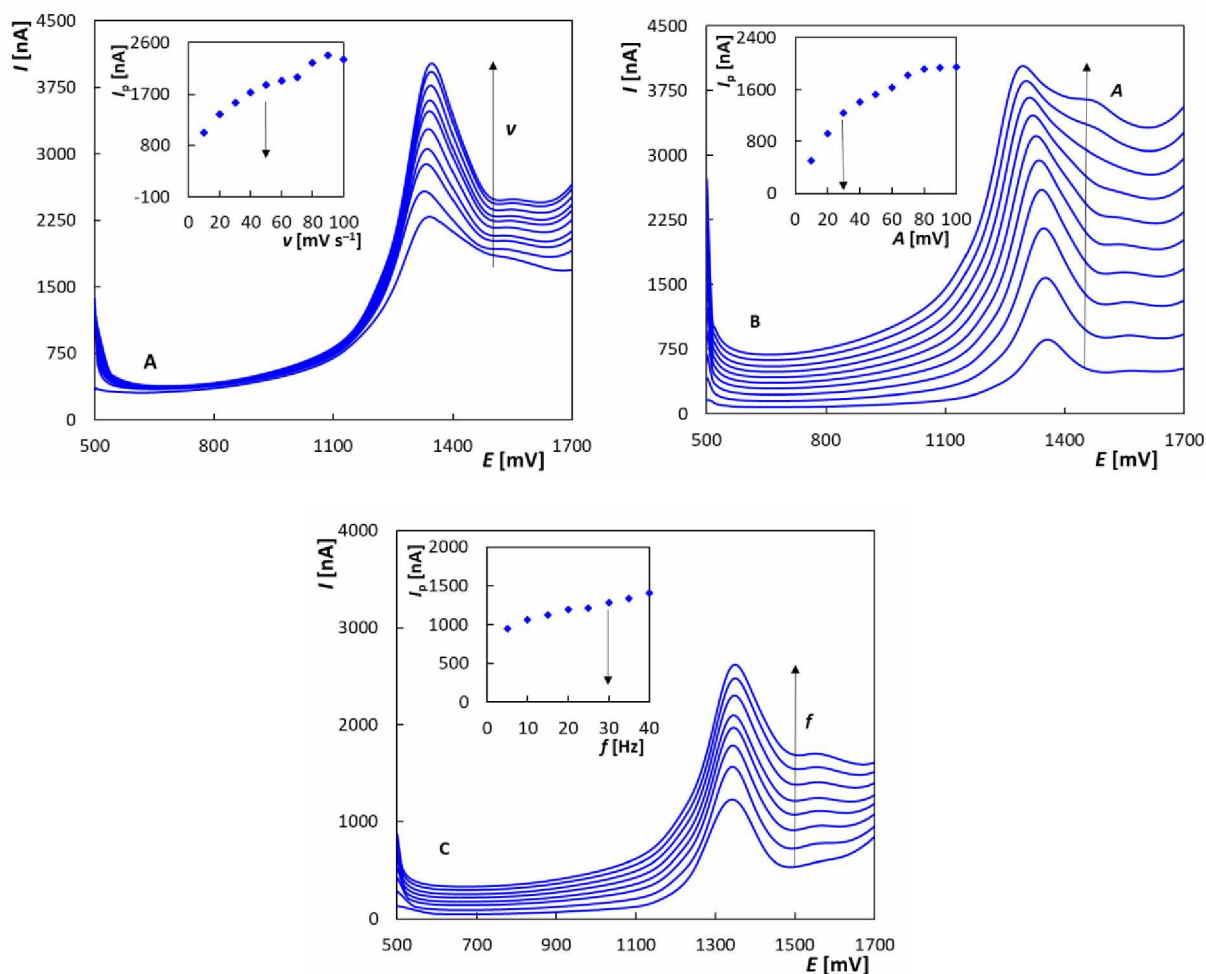 I [nA]
4500
3750
3000
2250
1500
750
0
500 800 1100 1400 1700
E [mV]
A
v
Ip [nA]
2600
1700
800
-100
0 20 40 60 80 100
v [mV s⁻¹]
I [nA]
4500
3750
3000
2250
1500
750
0
500 800 1100 1400 1700
E [mV]
B
A
Ip [nA]
2400
1600
800
0
0 20 40 60 80 100
A [mV]
I [nA]
4000
3000
2000
1000
0
500 700 900 1100 1300 1500 1700
E [mV]
C
f
Ip [nA]
2000
1500
1000
500
0
0 10 20 30 40
f [Hz]